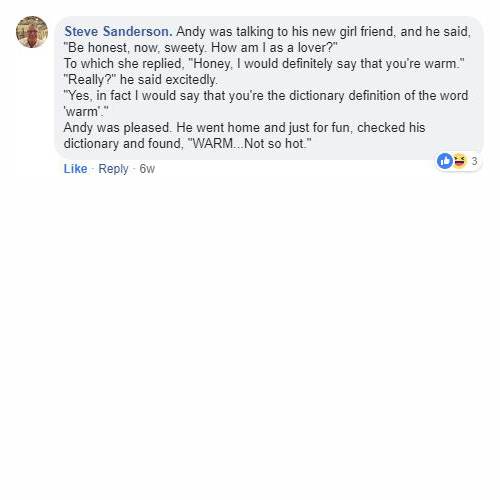 Steve Sanderson. Andy was talking to his new girl friend, and he said,
"Be honest, now, sweety. How am I as a lover?"
To which she replied, "Honey, I would definitely say that you're warm."
"Really?" he said excitedly.
"Yes, in fact I would say that you're the dictionary definition of the word
'warm'."
Andy was pleased. He went home and just for fun, checked his
dictionary and found, "WARM...Not so hot."
3
Like · Reply · 6w